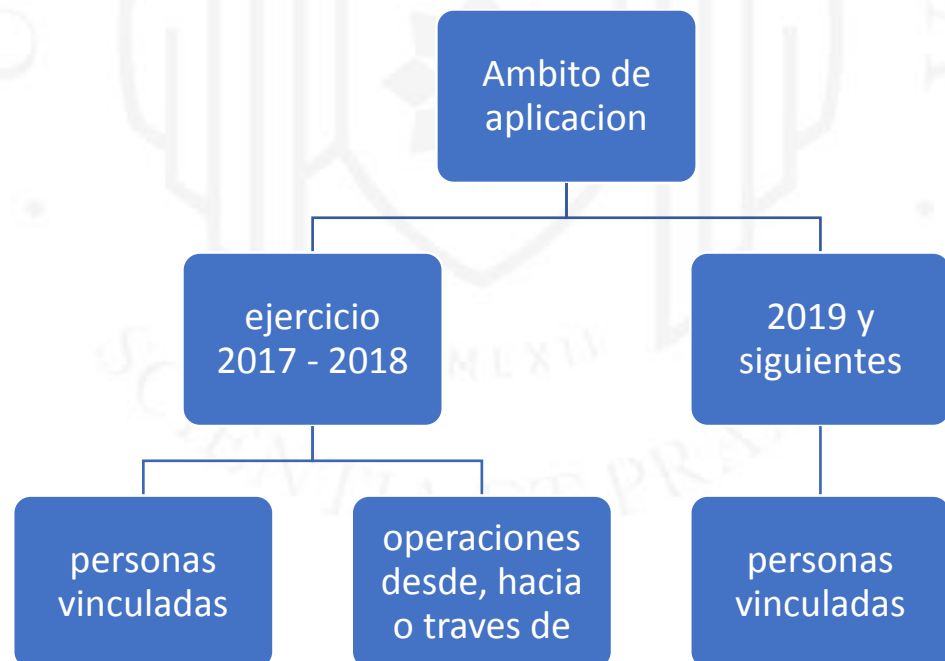 Ambito de
aplicacion
ejercicio
2017 - 2018
2019 y
siguientes
personas
vinculadas
operaciones
desde, hacia
o traves de
personas
vinculadas